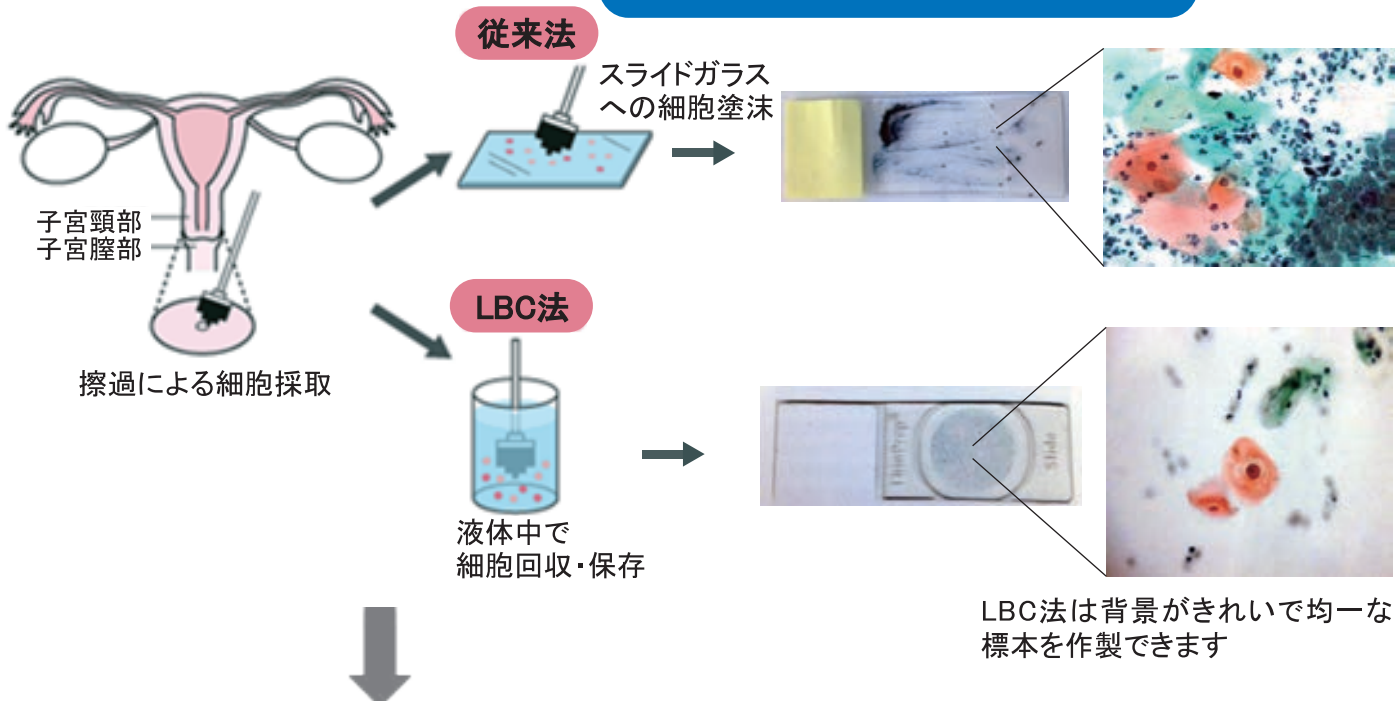 従来法
スライドガラス
への細胞塗沫
子宮頸部
子宮膣部
擦過による細胞採取
LBC法
液体中で
細胞回収・保存
ThinPrep
Slide
LBC法は背景がきれいで均一な
標本を作製できます